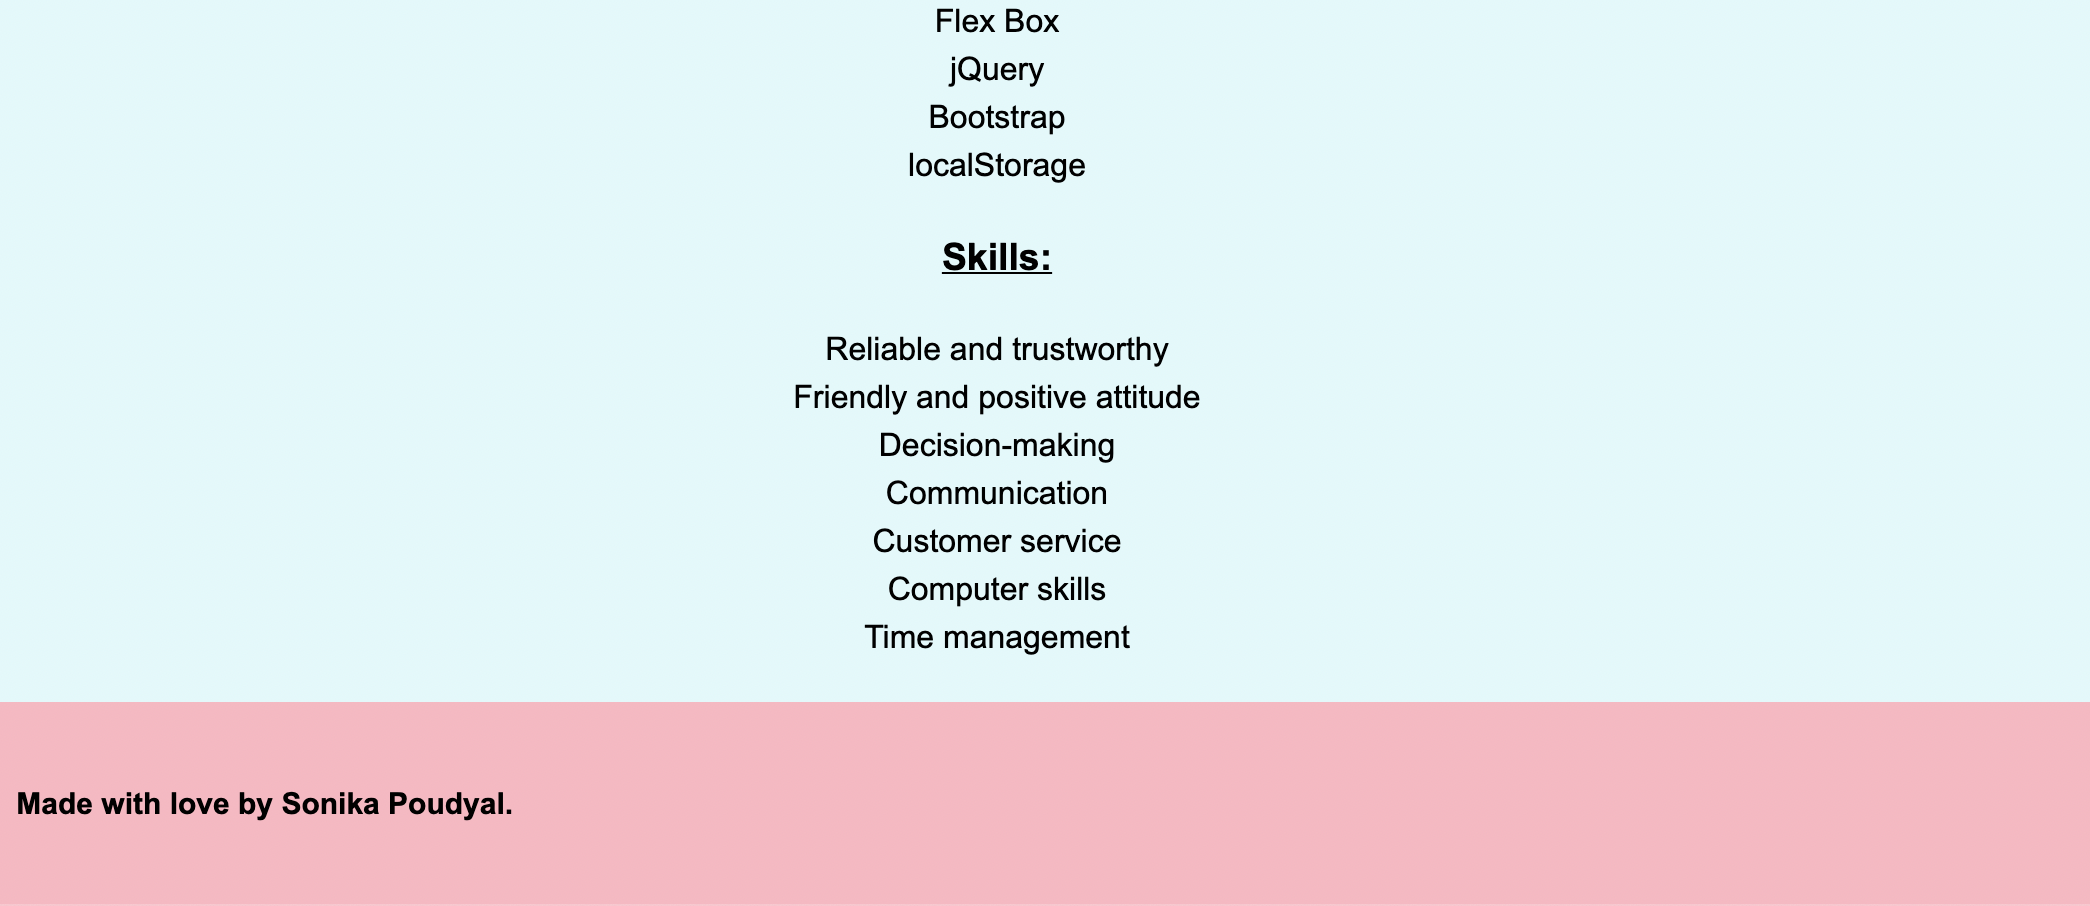 Flex Box
jQuery
Bootstrap
localStorage
Skills:
Reliable and trustworthy
Friendly and positive attitude
Decision-making
Communication
Customer service
Computer skills
Time management
Made with love by Sonika Poudyal.